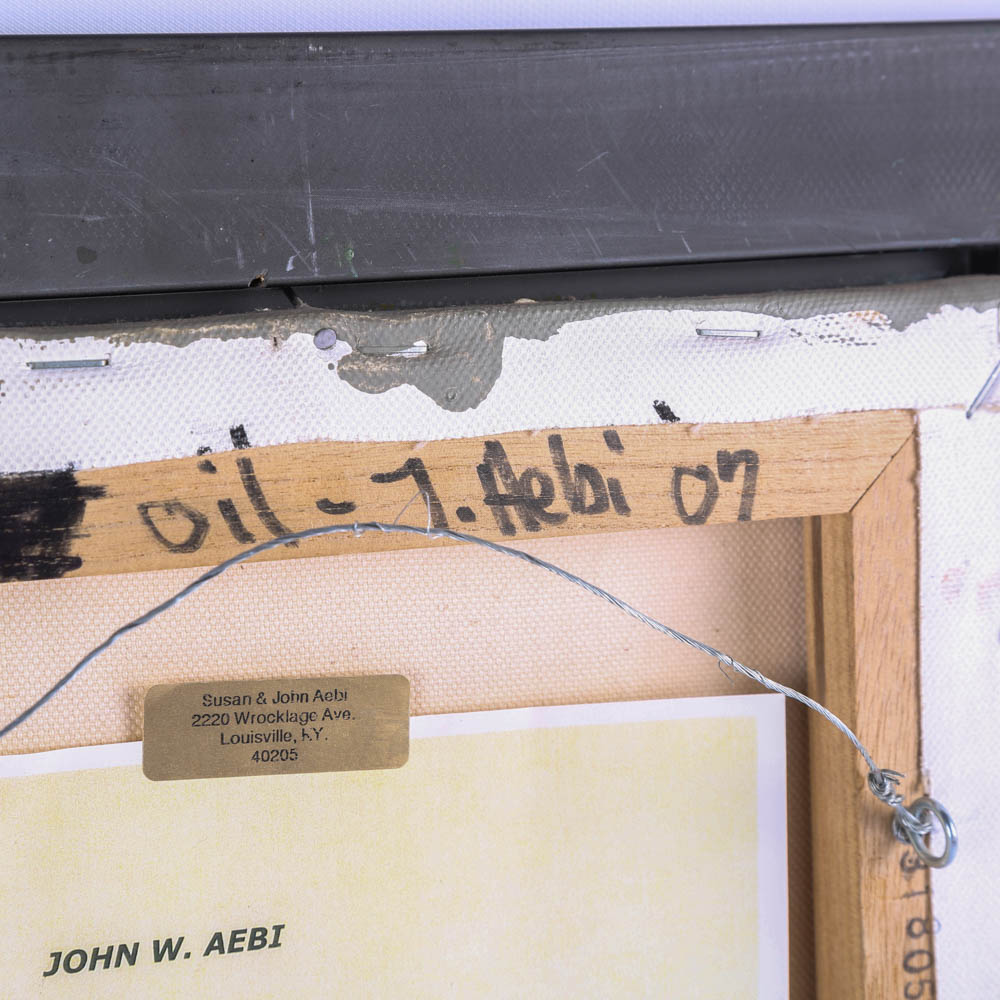 oil - J. Aebi 07
Susan & John Aebi
2220 Wrocklage Ave.
Louisville, KY.
40205
JOHN W. AEBI